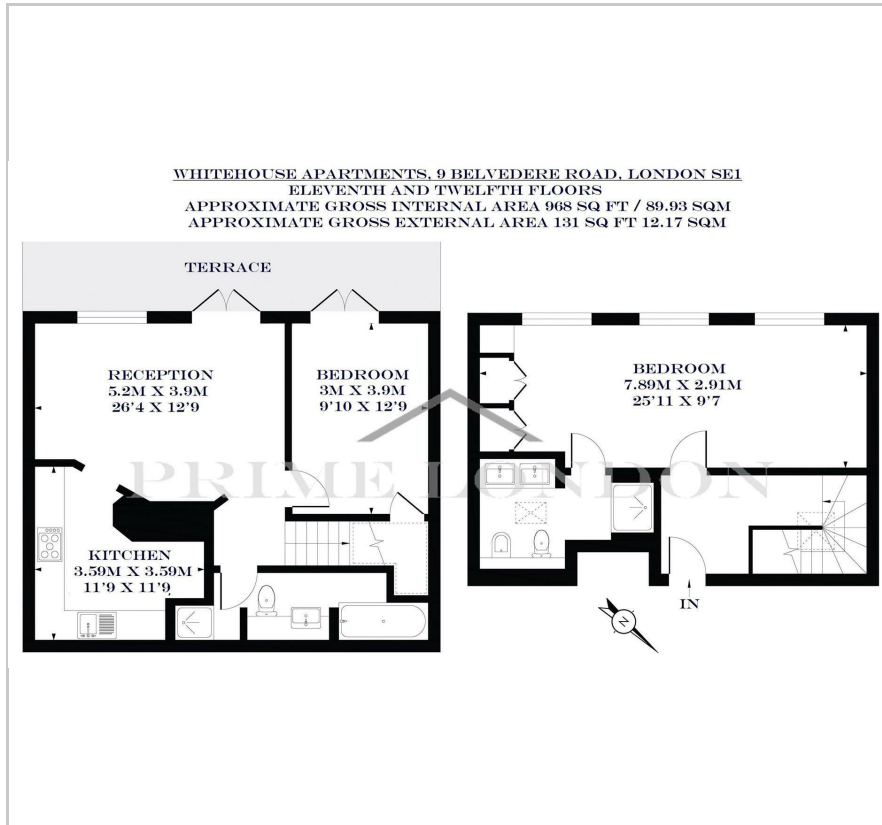 WHITEHOUSE APARTMENTS, 9 BELVEDERE ROAD, LONDON SE1
ELEVENTH AND TWELFTH FLOORS
APPROXIMATE GROSS INTERNAL AREA 968 SQ FT / 89.93 SQM
APPROXIMATE GROSS EXTERNAL AREA 131 SQ FT 12.17 SQM
TERRACE
RECEPTION
5.2M X 3.9M
26'4 X 12'9
BEDROOM
3M X 3.9M
9'10 X 12'9
BEDROOM
7.89M X 2.91M
25'11 X 9'7
PRIME LONDON
KITCHEN
3.59M X 3.59M
11'9 X 11'9
IN
N